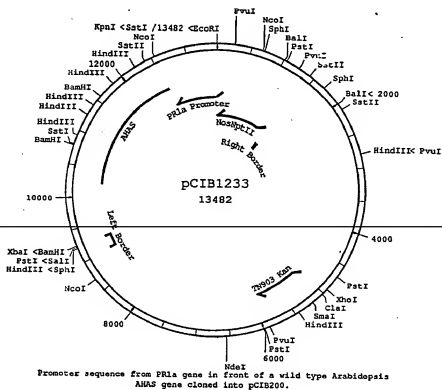 PvuI
KpnI <SstI /13482 <EcoRI
NcoI
SphI
NcoI
SstII
BalI
PstI
HindIII
PvuI
SstII
12000
HindIII
SphI
BamHI
HindIII
HindIII
BalI< 2000
SstII
PR1a Promoter
NosNptII
HindIII
SstI
BamHI
AHAS
Right Border
HindIII< PvuI
pCIB1233
13482
10000
Left Border
4000
XbaI <BamHI
PstI <SalI
HindIII <SphI
TN903 Kan
NcoI
PstI
XhoI
ClaI
SmaI
HindIII
8000
PvuI
PstI
NdeI
6000
Promoter sequence from PR1a gene in front of a wild type Arabidopsis
AHAS gene cloned into pCIB200.